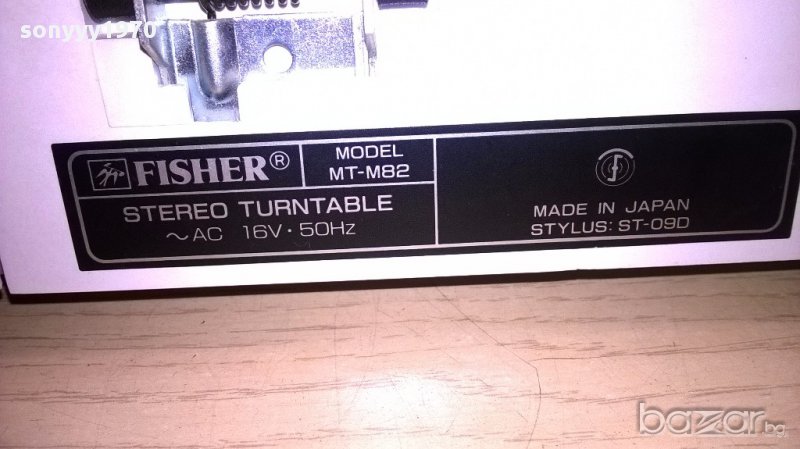 sonyyy1970
FISHER®
MODEL
MT-M82
STEREO TURNTABLE
~AC 16V·50Hz
MADE IN JAPAN
STYLUS: ST-09D
bazar.bg